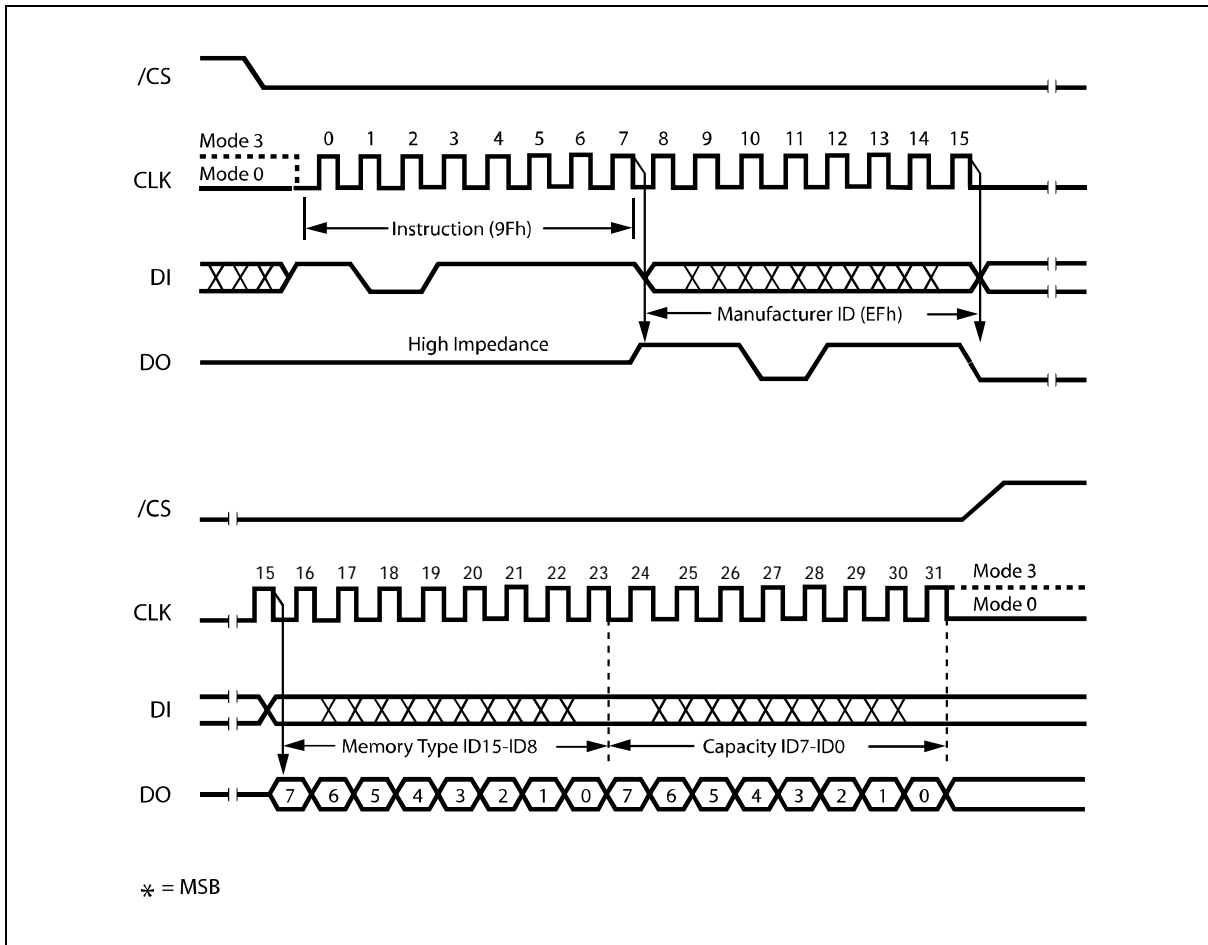 /CS
Mode 3
0 1 2 3 4 5 6 7 8 9 10 11 12 13 14 15
CLK
Mode 0
Instruction (9Fh)
DI
Manufacturer ID (EFh)
High Impedance
DO
/CS
15 16 17 18 19 20 21 22 23 24 25 26 27 28 29 30 31
Mode 3
CLK
Mode 0
DI
Memory Type ID15-ID8
Capacity ID7-ID0
DO
7 6 5 4 3 2 1 0 7 6 5 4 3 2 1 0
* = MSB